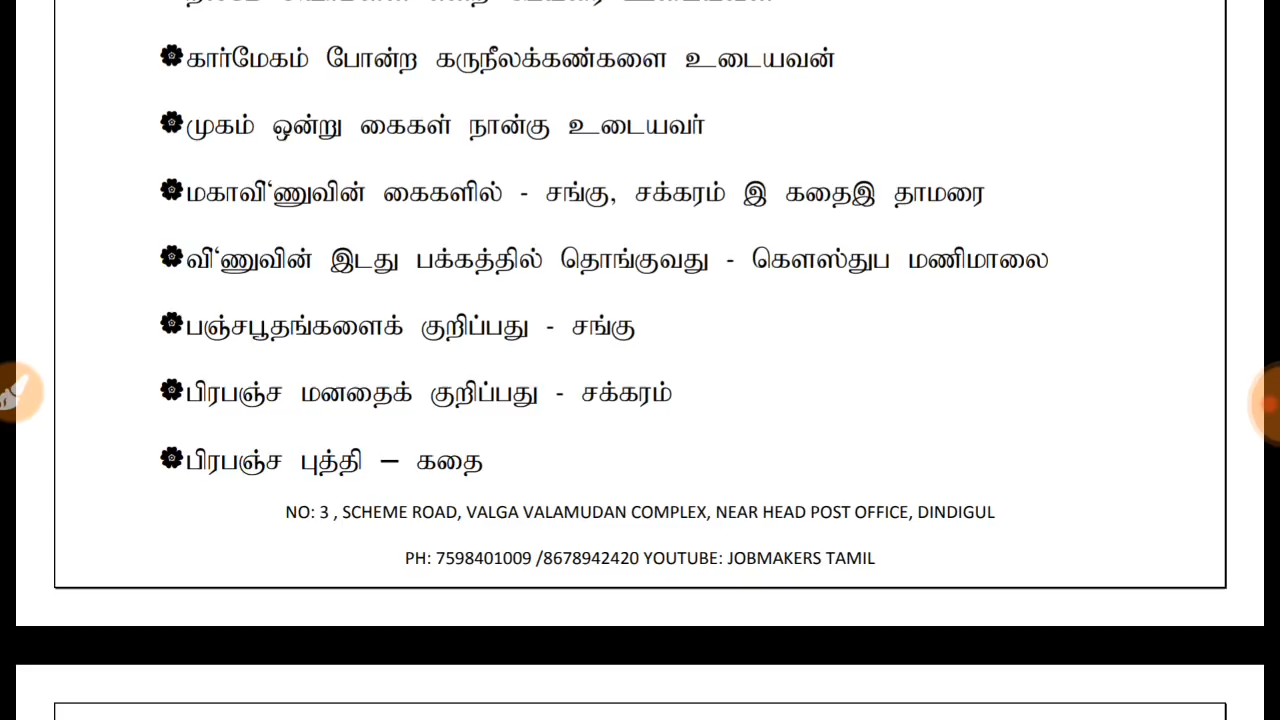 ❁கார்மேகம் போன்ற கருநீலக்கண்களை உடையவன்
❁முகம் ஒன்று கைகள் நான்கு உடையவர்
❁மகாவி‘ணுவின் கைகளில் - சங்கு, சக்கரம் இ கதைஇ தாமரை
❁வி‘ணுவின் இடது பக்கத்தில் தொங்குவது - கௌஸ்துப மணிமாலை
❁பஞ்சபூதங்களைக் குறிப்பது - சங்கு
❁பிரபஞ்ச மனதைக் குறிப்பது - சக்கரம்
❁பிரபஞ்ச புத்தி – கதை
NO: 3 , SCHEME ROAD, VALGA VALAMUDAN COMPLEX, NEAR HEAD POST OFFICE, DINDIGUL
PH: 7598401009 /8678942420 YOUTUBE: JOBMAKERS TAMIL